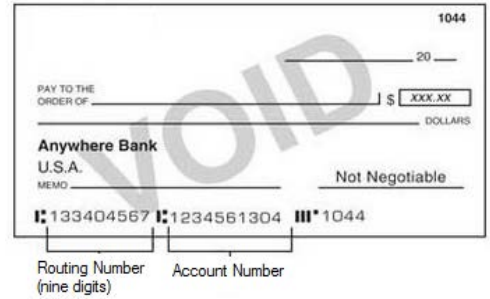 1044
20
PAY TO THE
ORDER OF
$ XXX.XX
DOLLARS
VOID
Anywhere Bank
U.S.A.
MEMO
Not Negotiable
⑆133404567⑆1234561304 ⑈1044
Routing Number
(nine digits)
Account Number